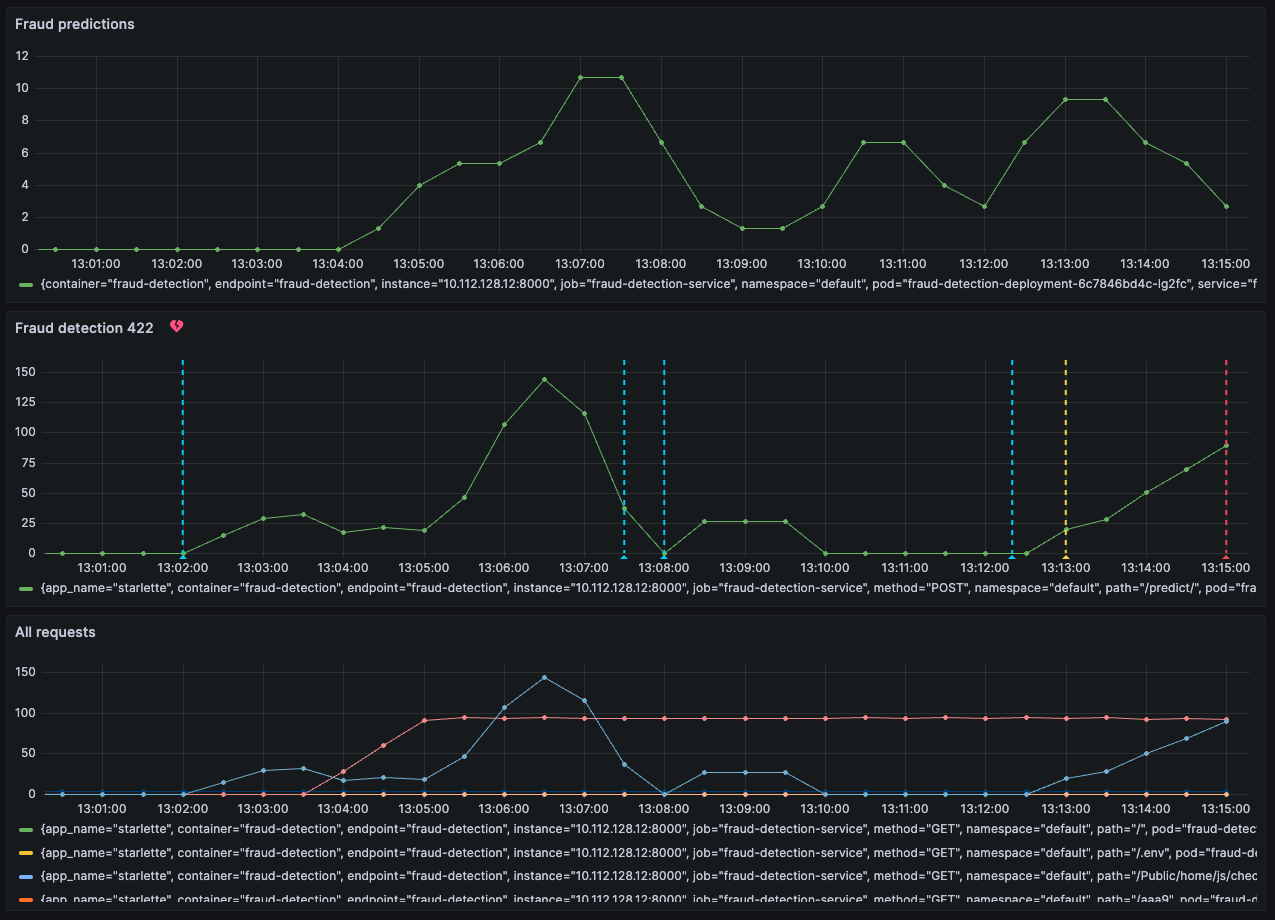 Fraud predictions
12
10
8
6
4
2
0
13:01:00 13:02:00 13:03:00 13:04:00 13:05:00 13:06:00 13:07:00 13:08:00 13:09:00 13:10:00 13:11:00 13:12:00 13:13:00 13:14:00 13:15:00
{container="fraud-detection", endpoint="fraud-detection", instance="10.112.128.12:8000", job="fraud-detection-service", namespace="default", pod="fraud-detection-deployment-6c7846bd4c-lg2fc", service="f
Fraud detection 422
150
125
100
75
50
25
0
13:01:00 13:02:00 13:03:00 13:04:00 13:05:00 13:06:00 13:07:00 13:08:00 13:09:00 13:10:00 13:11:00 13:12:00 13:13:00 13:14:00 13:15:00
{app_name="starlette", container="fraud-detection", endpoint="fraud-detection", instance="10.112.128.12:8000", job="fraud-detection-service", method="POST", namespace="default", path="/predict/", pod="fra
All requests
150
100
50
0
13:01:00 13:02:00 13:03:00 13:04:00 13:05:00 13:06:00 13:07:00 13:08:00 13:09:00 13:10:00 13:11:00 13:12:00 13:13:00 13:14:00 13:15:00
{app_name="starlette", container="fraud-detection", endpoint="fraud-detection", instance="10.112.128.12:8000", job="fraud-detection-service", method="GET", namespace="default", path="/", pod="fraud-detec
{app_name="starlette", container="fraud-detection", endpoint="fraud-detection", instance="10.112.128.12:8000", job="fraud-detection-service", method="GET", namespace="default", path="/.env", pod="fraud-de
{app_name="starlette", container="fraud-detection", endpoint="fraud-detection", instance="10.112.128.12:8000", job="fraud-detection-service", method="GET", namespace="default", path="/Public/home/js/chec
{app_name="starlette", container="fraud-detection", endpoint="fraud-detection", instance="10.112.128.12:8000", job="fraud-detection-service", method="GET", namespace="default", path="/aaa9", pod="fraud-d